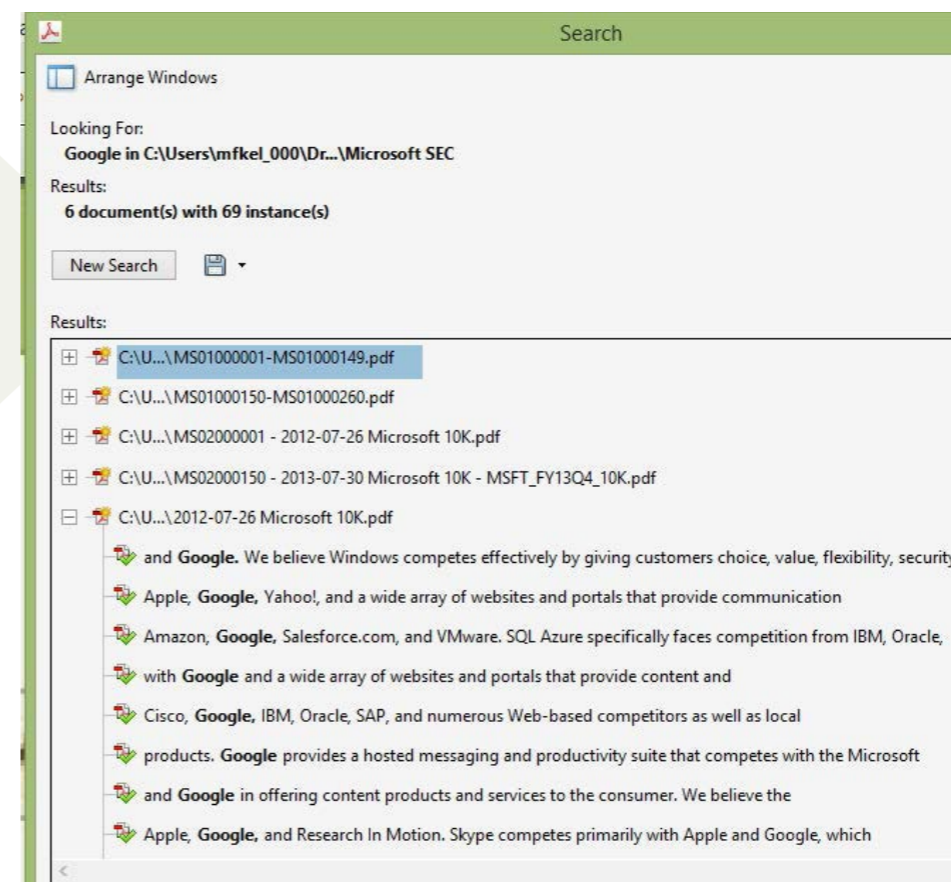 Search
Arrange Windows
Looking For:
Google in C:\Users\mfkel_000\Dr...\Microsoft SEC
Results:
6 document(s) with 69 instance(s)
New Search
Results:
C:\U...\MS01000001-MS01000149.pdf
C:\U...\MS01000150-MS01000260.pdf
C:\U...\MS02000001 - 2012-07-26 Microsoft 10K.pdf
C:\U...\MS02000150 - 2013-07-30 Microsoft 10K - MSFT_FY13Q4_10K.pdf
C:\U...\2012-07-26 Microsoft 10K.pdf
and Google. We believe Windows competes effectively by giving customers choice, value, flexibility, security
Apple, Google, Yahoo!, and a wide array of websites and portals that provide communication
Amazon, Google, Salesforce.com, and VMware. SQL Azure specifically faces competition from IBM, Oracle,
with Google and a wide array of websites and portals that provide content and
Cisco, Google, IBM, Oracle, SAP, and numerous Web-based competitors as well as local
products. Google provides a hosted messaging and productivity suite that competes with the Microsoft
and Google in offering content products and services to the consumer. We believe the
Apple, Google, and Research In Motion. Skype competes primarily with Apple and Google, which